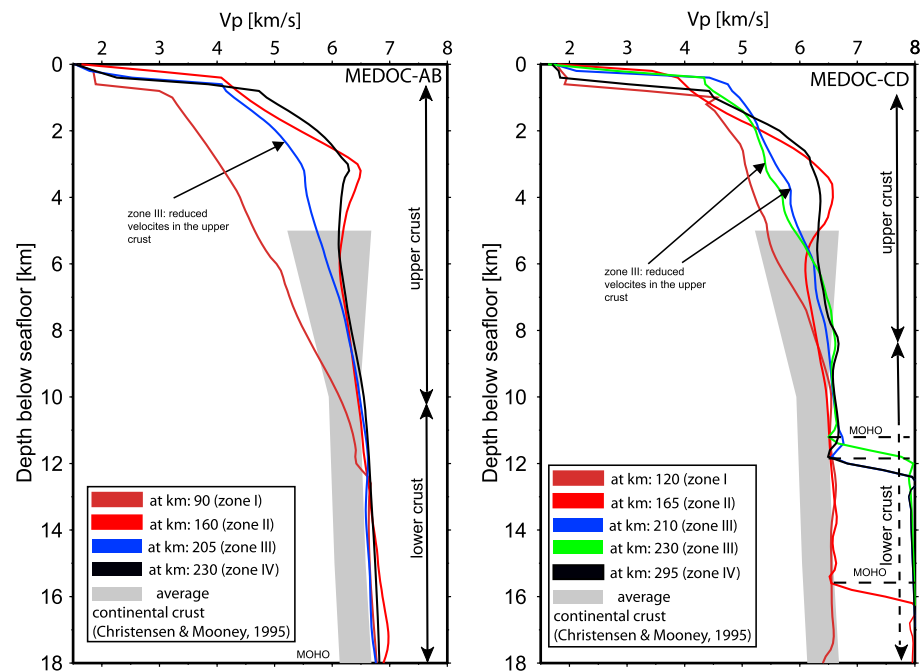 Vp [km/s]
2 3 4 5 6 7 8
0
2
4
6
8
10
12
14
16
18
Depth below seafloor [km]
MEDOC-AB
zone III: reduced
velocites in the upper
crust
upper crust
lower crust
at km: 90 (zone I)
at km: 160 (zone II)
at km: 205 (zone III)
at km: 230 (zone IV)
average
continental crust
(Christensen & Mooney, 1995)
MOHO
Vp [km/s]
2 3 4 5 6 7 8
0
2
4
6
8
10
12
14
16
18
Depth below seafloor [km]
MEDOC-CD
zone III: reduced
velocites in the upper
crust
upper crust
MOHO
lower crust
MOHO
at km: 120 (zone I
at km: 165 (zone II)
at km: 210 (zone III)
at km: 230 (zone III)
at km: 295 (zone IV)
average
continental crust
(Christensen & Mooney, 1995)